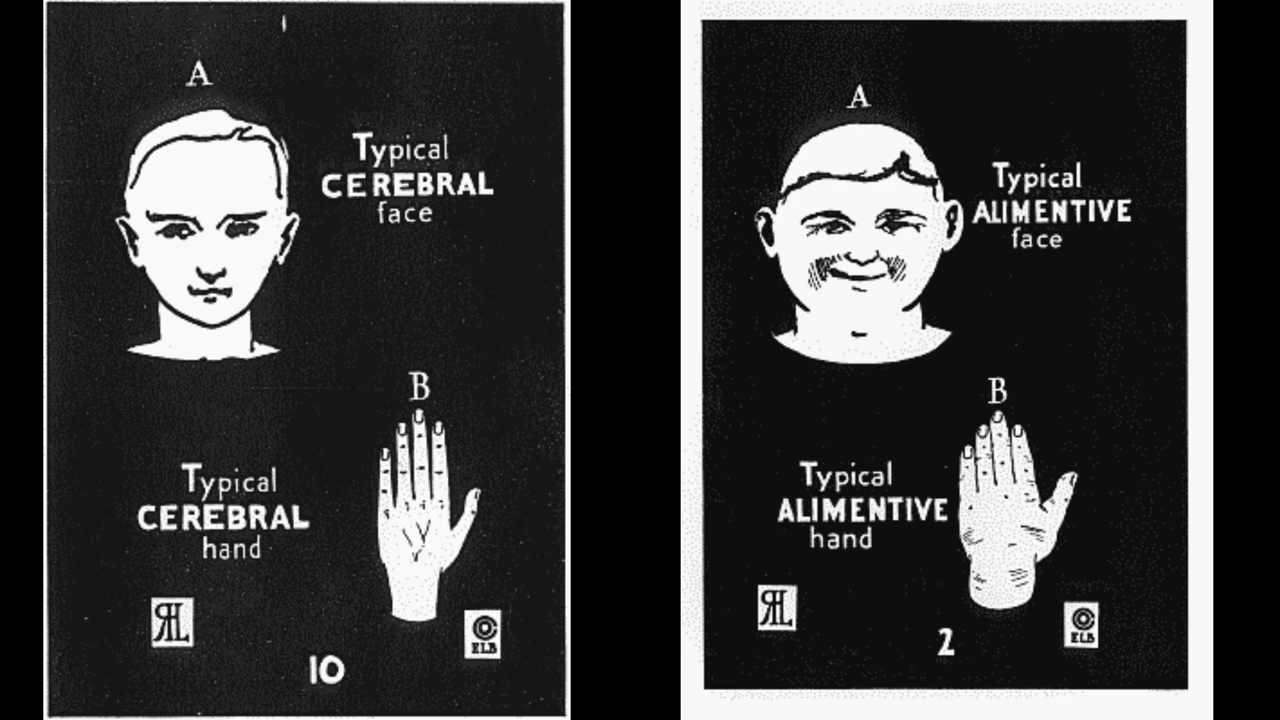 A
Typical
CEREBRAL
face
B
Typical
CEREBRAL
hand
ELB
10
A
Typical
ALIMENTIVE
face
B
Typical
ALIMENTIVE
hand
ELB
2